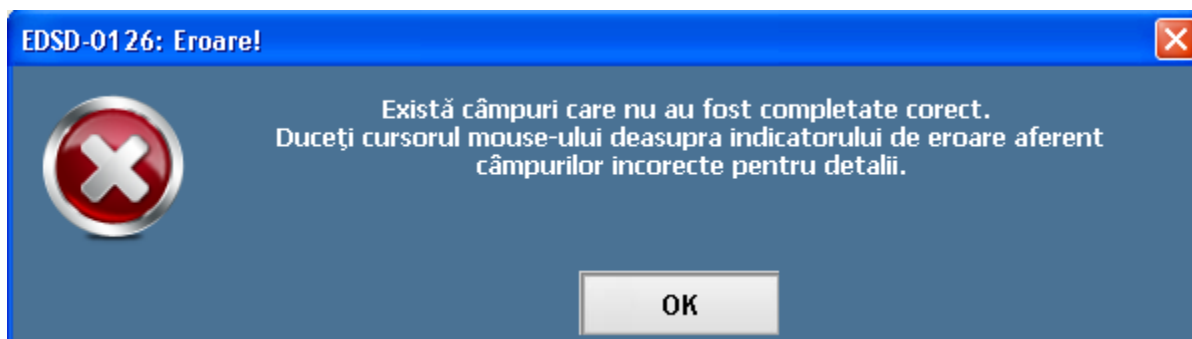 EDSD-0126: Eroare!
Există câmpuri care nu au fost completate corect.
Duceţi cursorul mouse-ului deasupra indicatorului de eroare aferent
câmpurilor incorecte pentru detalii.
OK